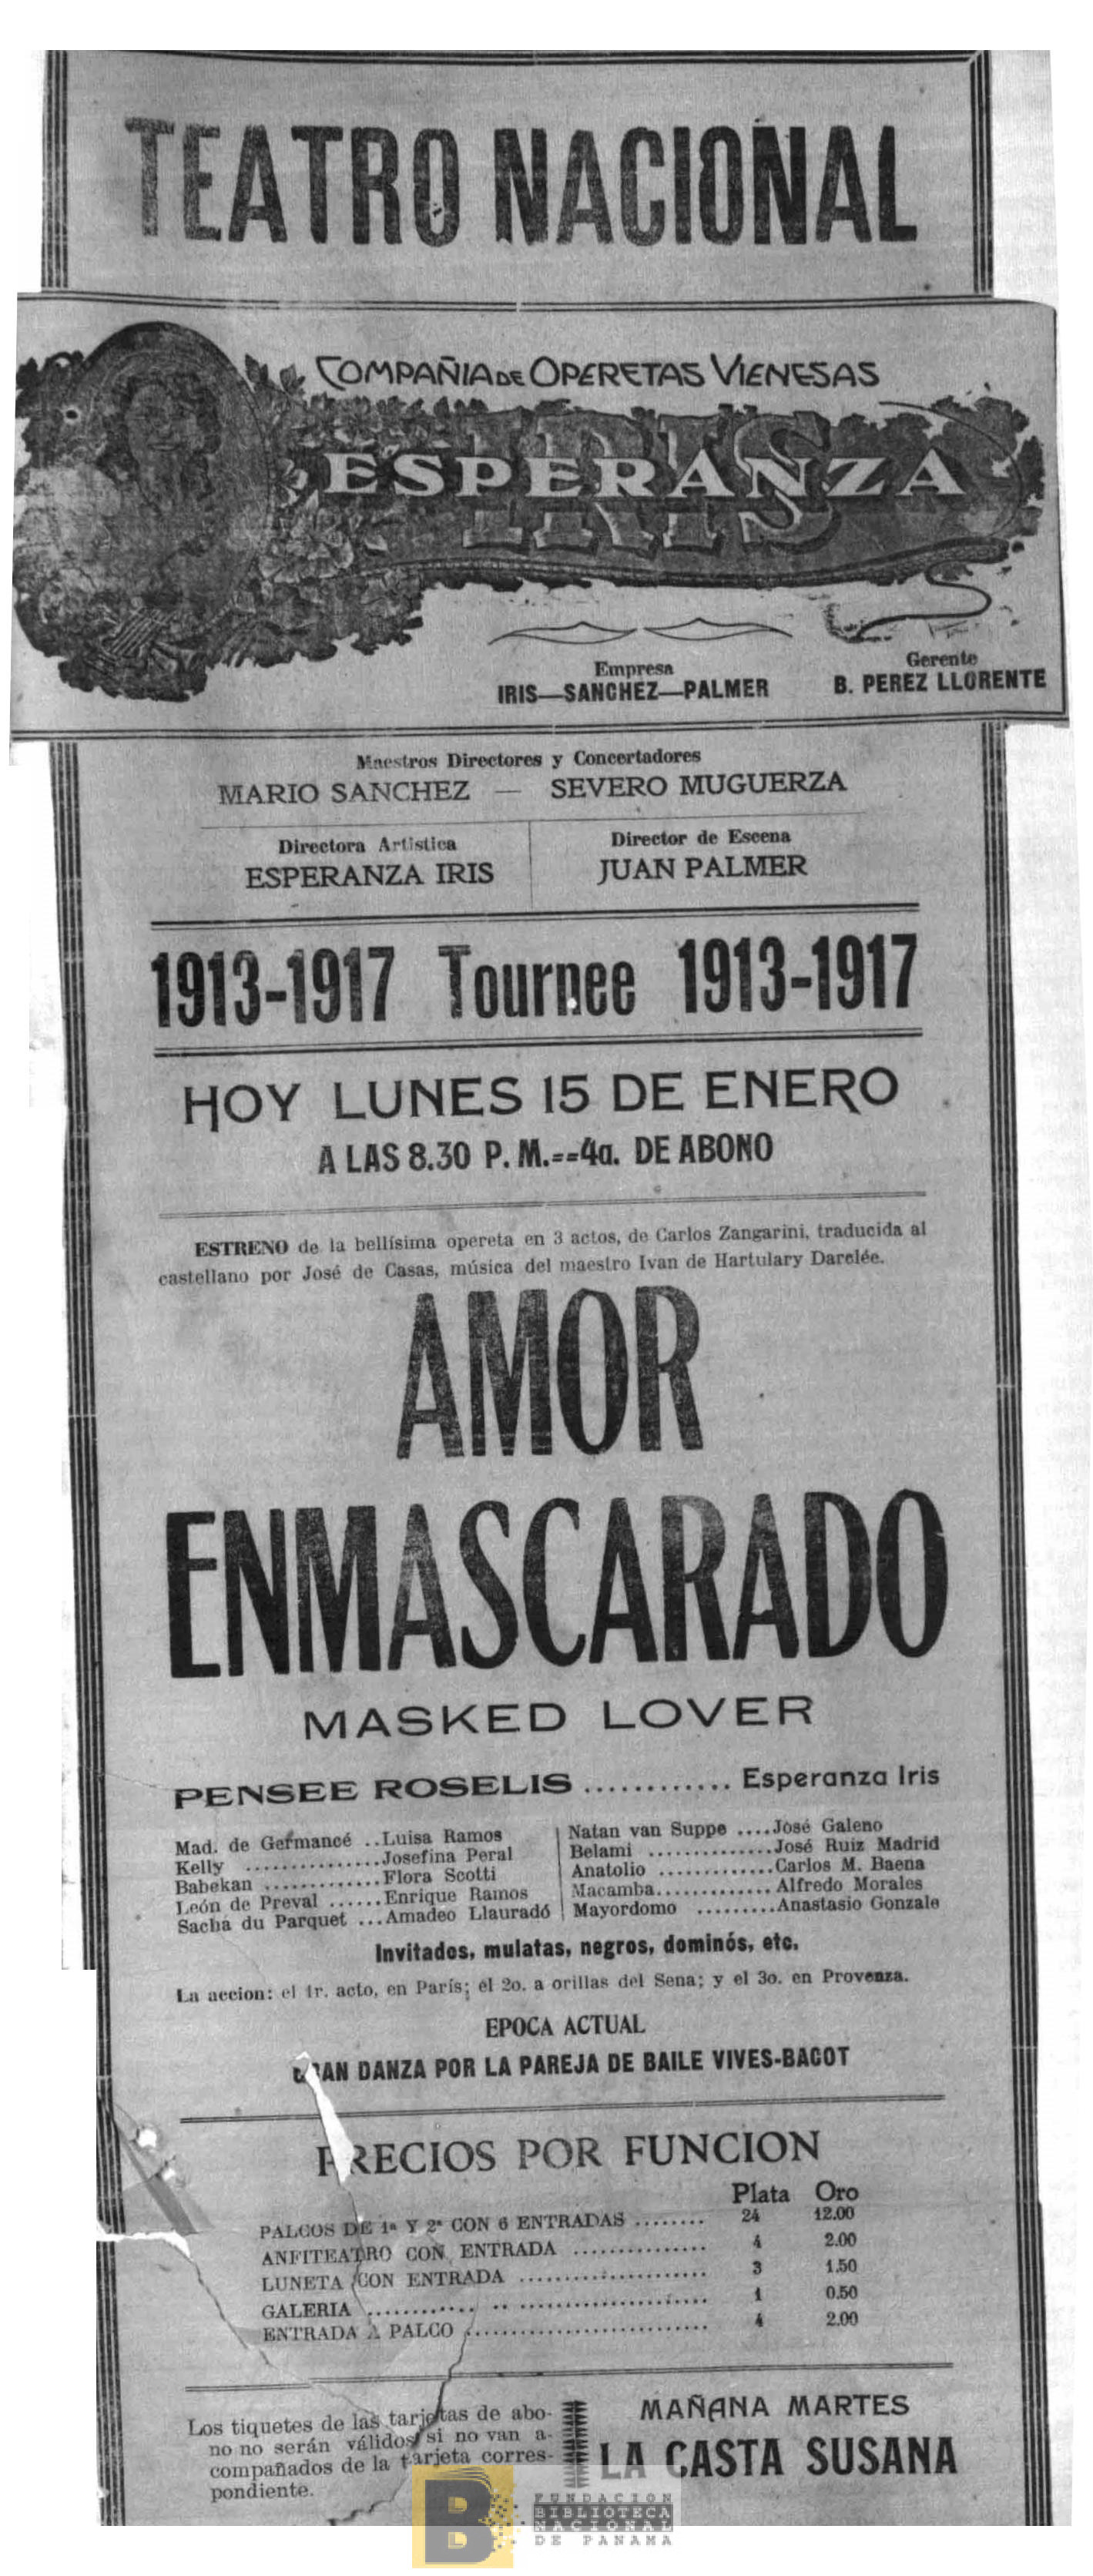 TEATRO NACIONAL
COMPAÑIA DE OPERETAS VIENESAS
ESPERANZA
IRIS
Empresa
IRIS—SANCHEZ—PALMER
Gerente
B. PEREZ LLORENTE
Maestros Directores y Concertadores
MARIO SANCHEZ — SEVERO MUGUERZA
Directora Artística
ESPERANZA IRIS
Director de Escena
JUAN PALMER
1913-1917 Tournee 1913-1917
HOY LUNES 15 DE ENERO
A LAS 8.30 P. M.--4a. DE ABONO
ESTRENO de la bellísima opereta en 3 actos, de Carlos Zangarini, traducida al
castellano por José de Casas, música del maestro Ivan de Hartulary Darclée.
AMOR
ENMASCARADO
MASKED LOVER
PENSEE ROSELIS ............ Esperanza Iris
Mad. de Germancé ..Luisa Ramos
Kelly ..............Josefina Peral
Babekan ............Flora Scotti
León de Preval ......Enrique Ramos
Sacha du Parquet ...Amadeo Llauradó
Natan van Suppe ....José Galeno
Belami .............José Ruiz Madrid
Anatolio ............Carlos M. Baena
Macamba............. Alfredo Morales
Mayordomo .........Anastasio Gonzale
Invitados, mulatas, negros, dominós, etc.
La accion: el 1r. acto, en París; el 2o. a orillas del Sena; y el 3o. en Provenza.
EPOCA ACTUAL
GRAN DANZA POR LA PAREJA DE BAILE VIVES-BACOT
PRECIOS POR FUNCION
Plata Oro
PALCOS DE 1ª Y 2ª CON 6 ENTRADAS ........ 24 12.00
ANFITEATRO CON ENTRADA ............... 4 2.00
LUNETA CON ENTRADA ..................... 3 1.50
GALERIA ..................................... 1 0.50
ENTRADA A PALCO ........................... 4 2.00
Los tiquetes de las tarjetas de abo-
no no serán válidos si no van a-
compañados de la tarjeta corres-
pondiente.
MAÑANA MARTES
LA CASTA SUSANA
B
FUNDACION
BIBLIOTECA
NACIONAL
DE PANAMA